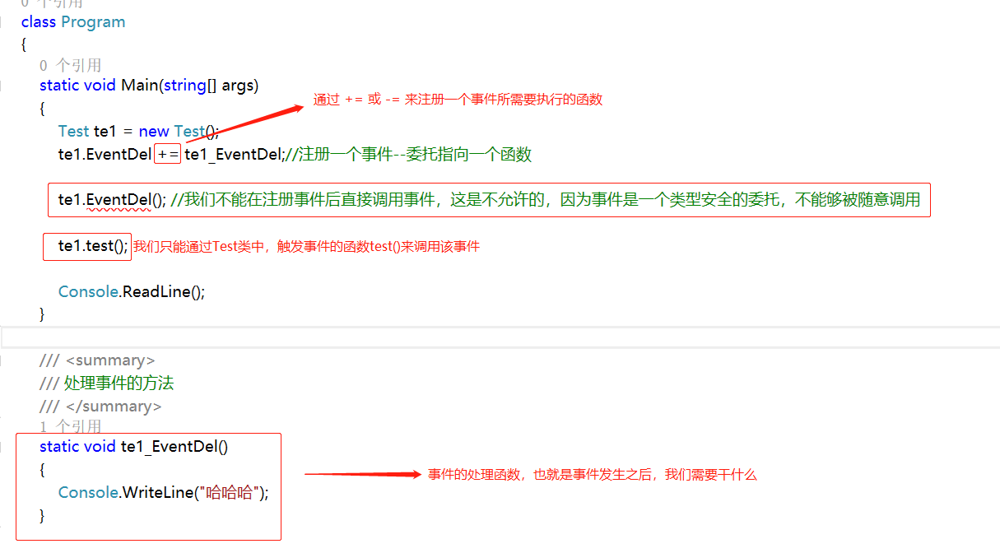 0 个引用
class Program
{
0 个引用
static void Main(string[] args)
通过 += 或 -= 来注册一个事件所需要执行的函数
{
Test te1 = new Test();
te1.EventDel += te1_EventDel;//注册一个事件--委托指向一个函数
te1.EventDel(); //我们不能在注册事件后直接调用事件，这是不允许的，因为事件是一个类型安全的委托，不能够被随意调用
te1.test(); 我们只能通过Test类中，触发事件的函数test()来调用该事件
Console.ReadLine();
}
/// <summary>
/// 处理事件的方法
/// </summary>
1 个引用
static void te1_EventDel()
{
事件的处理函数，也就是事件发生之后，我们需要干什么
Console.WriteLine("哈哈哈");
}